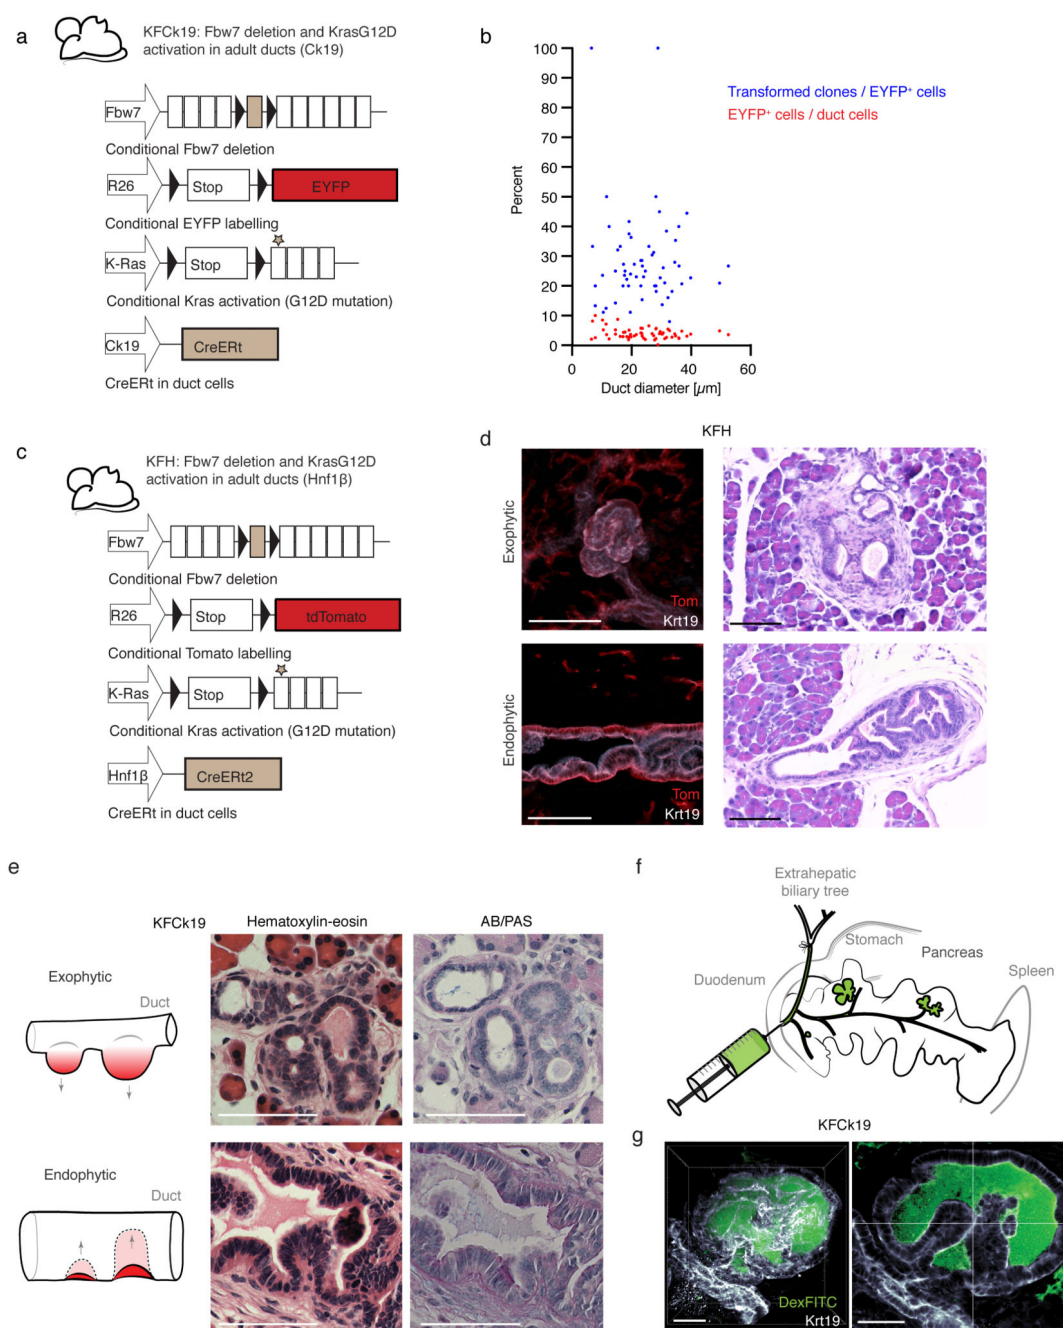 a
KFCk19: Fbw7 deletion and KrasG12D
activation in adult ducts (Ck19)
Fbw7
Conditional Fbw7 deletion
R26
Stop
EYFP
Conditional EYFP labelling
K-Ras
Stop
Conditional Kras activation (G12D mutation)
Ck19
CreERt
CreERt in duct cells
b
100
90
80
70
60
50
40
30
20
10
0
Percent
0
20
40
60
Duct diameter [µm]
Transformed clones / EYFP⁺ cells
EYFP⁺ cells / duct cells
c
KFH: Fbw7 deletion and KrasG12D
activation in adult ducts (Hnf1β)
Fbw7
Conditional Fbw7 deletion
R26
Stop
tdTomato
Conditional Tomato labelling
K-Ras
Stop
Conditional Kras activation (G12D mutation)
Hnf1β
CreERt2
CreERt in duct cells
d
KFH
Exophytic
Tom
Krt19
Endophytic
Tom
Krt19
e
KFCk19
Hematoxylin-eosin
AB/PAS
Exophytic
Duct
Endophytic
Duct
f
Extrahepatic
biliary tree
Stomach
Pancreas
Duodenum
Spleen
g
KFCk19
DexFITC
Krt19